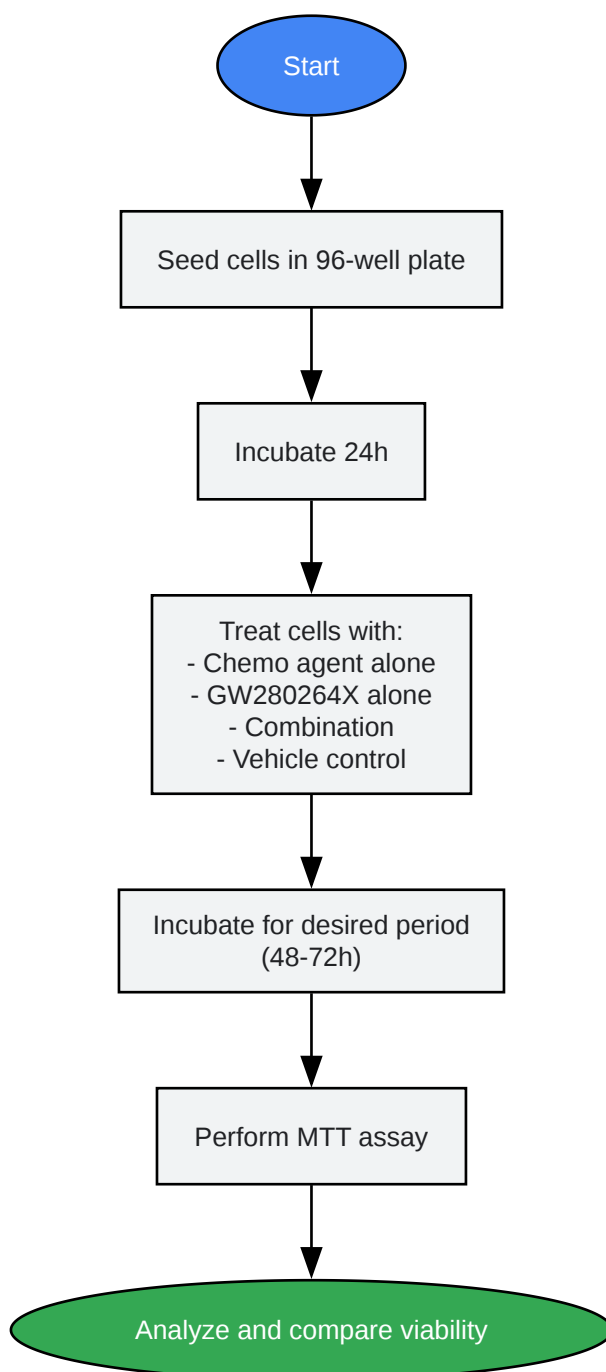 Start
Seed cells in 96-well plate
Incubate 24h
Treat cells with:
- Chemo agent alone
- GW280264X alone
- Combination
- Vehicle control
Incubate for desired period
(48-72h)
Perform MTT assay
Analyze and compare viability